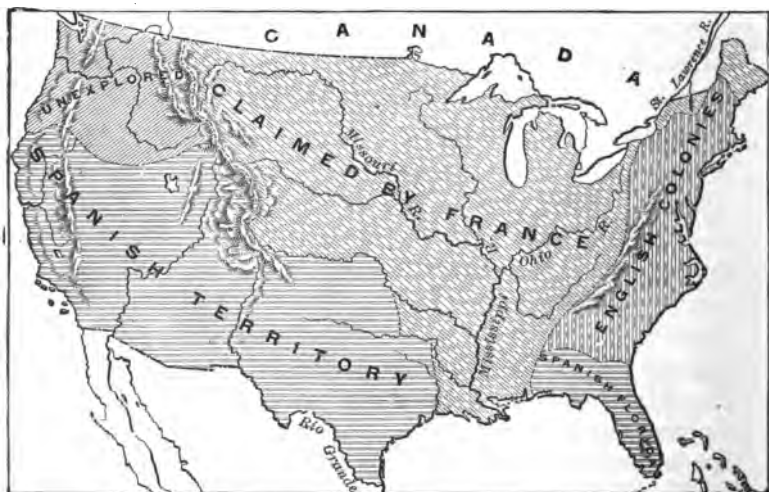 CANADA
St. Lawrence R.
UNEXPLORED
CLAIMED BY FRANCE
Missouri R.
SPANISH TERRITORY
Ohio R.
Mississippi
ENGLISH COLONIES
SPANISH FLORIDA
Rio Grande